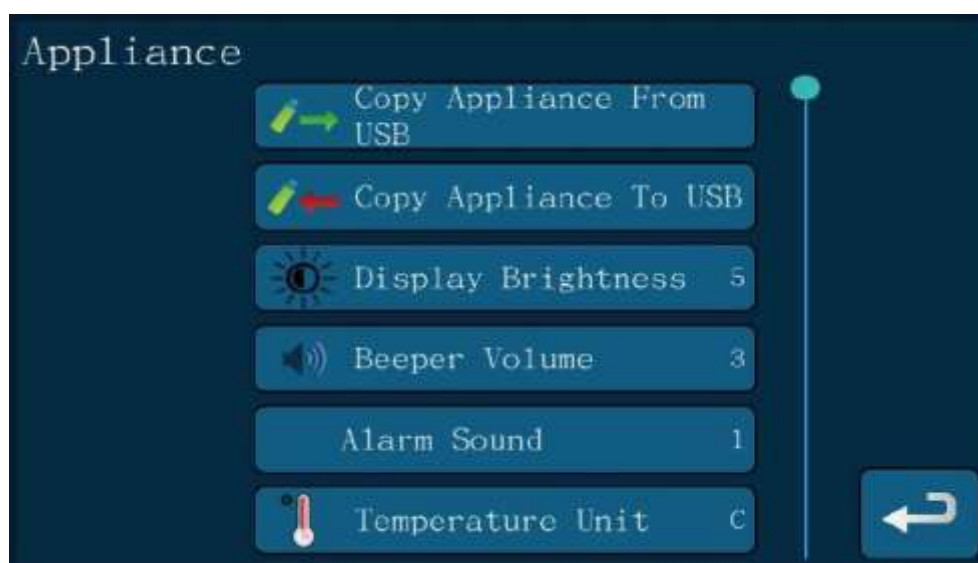 Appliance
Copy Appliance From
USB
Copy Appliance To USB
Display Brightness 5
Beeper Volume 3
Alarm Sound 1
Temperature Unit C